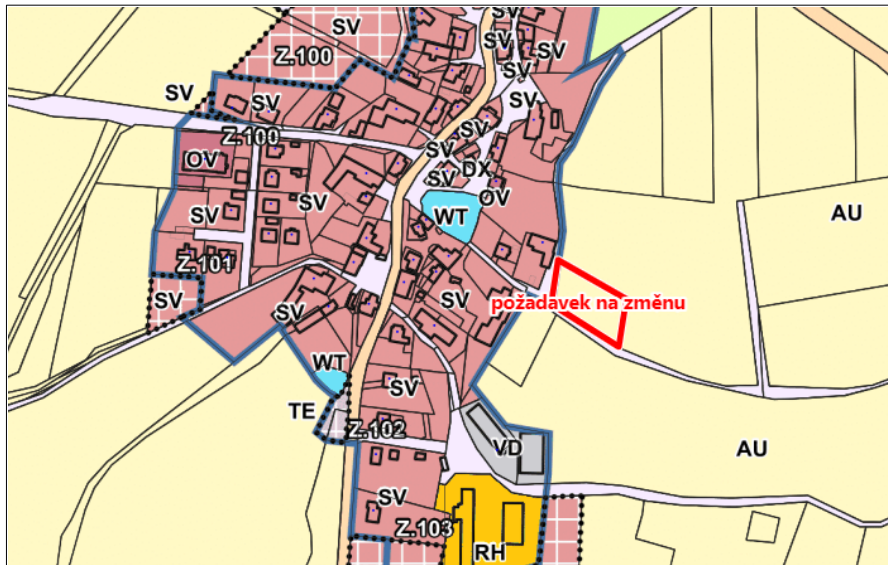 SV
SV
Z.100
SV
SV
SV
SV
SV
SV
Z.100
SV
SV
OV
DX
SV
OV
SV
SV
WT
AU
Z.101
SV
SV
SV
požadavek na změnu
WT
SV
TE
Z.102
VD
AU
SV
Z.103
RH